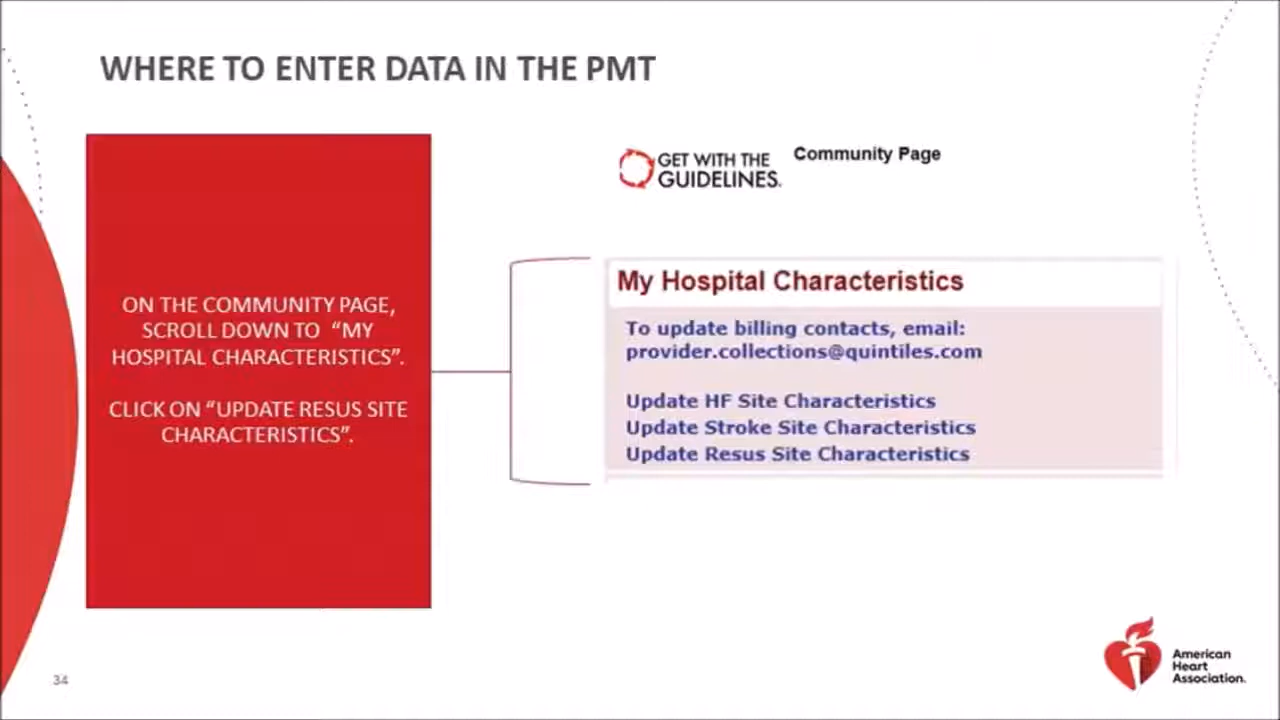 WHERE TO ENTER DATA IN THE PMT
ON THE COMMUNITY PAGE,
SCROLL DOWN TO “MY
HOSPITAL CHARACTERISTICS”.
CLICK ON “UPDATE RESUS SITE
CHARACTERISTICS”.
GET WITH THE
GUIDELINES.
Community Page
My Hospital Characteristics
To update billing contacts, email:
provider.collections@quintiles.com
Update HF Site Characteristics
Update Stroke Site Characteristics
Update Resus Site Characteristics
34
American
Heart
Association.